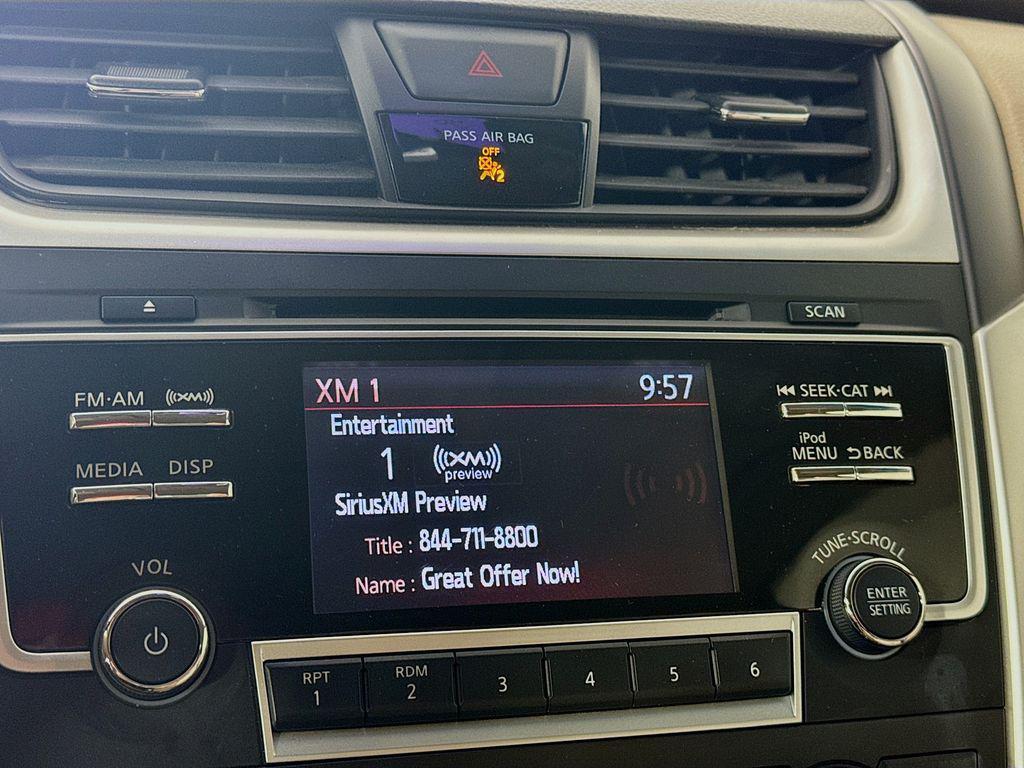 PASS AIR BAG
OFF
2
SCAN
FM·AM
XM
MEDIA
DISP
VOL
XM 1
9:57
Entertainment
1
XM
preview
SiriusXM Preview
Title : 844-711-8800
Name : Great Offer Now!
SEEK·CAT
iPod
MENU
BACK
TUNE·SCROLL
ENTER
SETTING
RPT
1
RDM
2
3
4
5
6